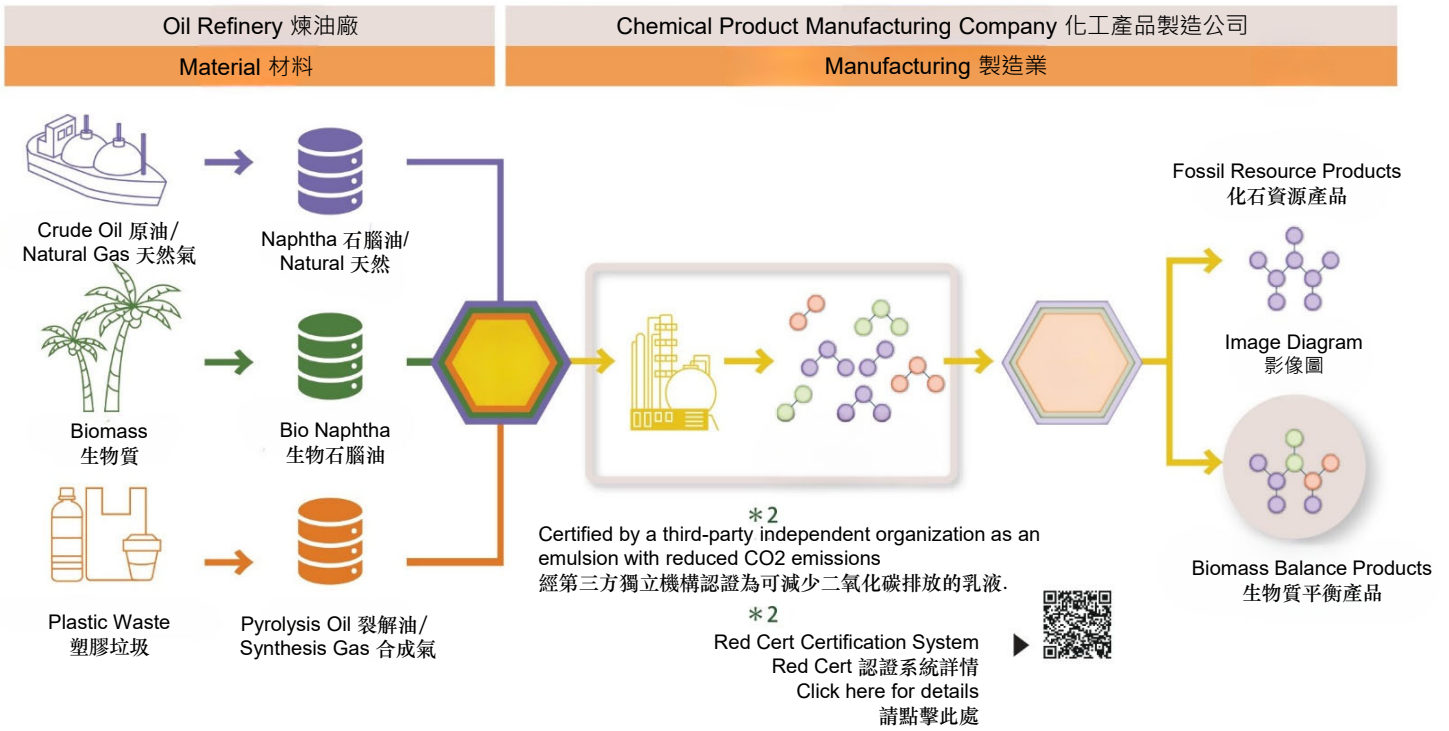 Oil Refinery 煉油廠
Chemical Product Manufacturing Company 化工產品製造公司
Material 材料
Manufacturing 製造業
Crude Oil 原油/
Natural Gas 天然氣
Naphtha 石腦油/
Natural 天然
Biomass
生物質
Bio Naphtha
生物石腦油
Plastic Waste
塑膠垃圾
Pyrolysis Oil 裂解油/
Synthesis Gas 合成氣
*2
Certified by a third-party independent organization as an
emulsion with reduced CO2 emissions
經第三方獨立機構認證為可減少二氧化碳排放的乳液.
*2
Red Cert Certification System
Red Cert 認證系統詳情
Click here for details
請點擊此處
Fossil Resource Products
化石資源產品
Image Diagram
影像圖
Biomass Balance Products
生物質平衡產品